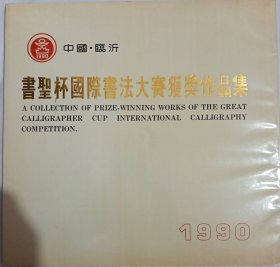 中國·臨沂
書聖杯國際書法大賽獲獎作品集
A COLLECTION OF PRIZE-WINNING WORKS OF THE GREAT
CALLIGRAPHER CUP INTERNATIONAL CALLIGRAPHY
COMPETITION.
1990